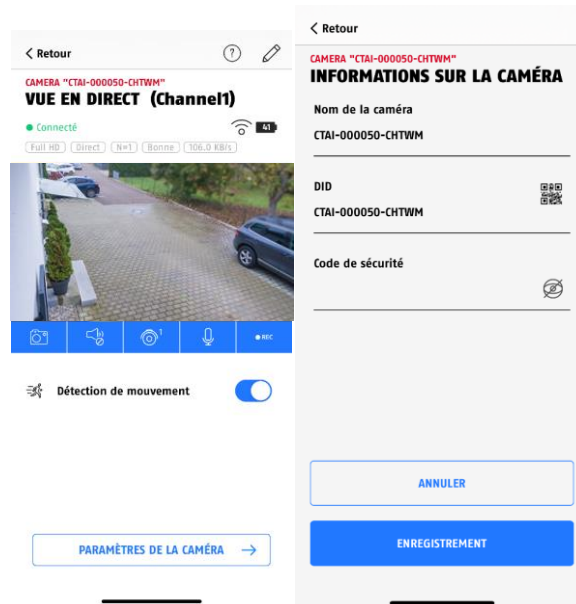 Retour
CAMERA "CTAI-000050-CHTWM"
VUE EN DIRECT (Channel1)
Connecté
41
Full HD Direct N=1 Bonne 106.0 KB/s
1
REC
Détection de mouvement
PARAMÈTRES DE LA CAMÉRA
Retour
CAMERA "CTAI-000050-CHTWM"
INFORMATIONS SUR LA CAMÉRA
Nom de la caméra
CTAI-000050-CHTWM
DID
CTAI-000050-CHTWM
Code de sécurité
ANNULER
ENREGISTREMENT